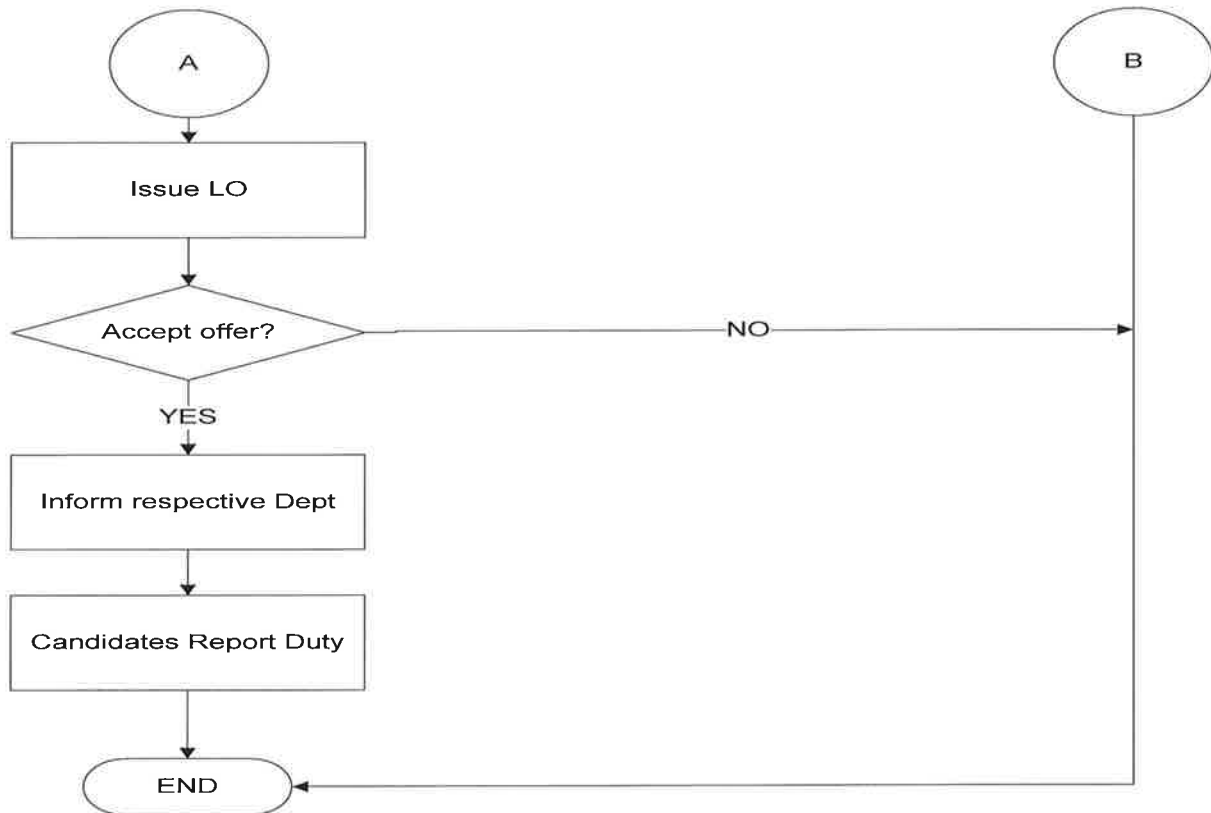 A
B
Issue LO
Accept offer?
NO
YES
Inform respective Dept
Candidates Report Duty
END